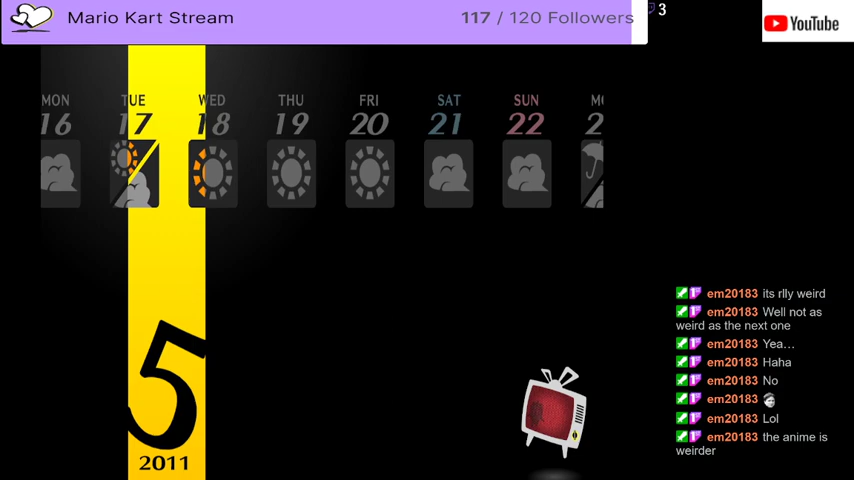 Mario Kart Stream
117 / 120 Followers
3
YouTube
MON TUE WED THU FRI SAT SUN
16 17 18 19 20 21 22
5
2011
em20183 its rlly weird
em20183 Well not as
weird as the next one
em20183 Yea...
em20183 Haha
em20183 No
em20183
em20183 Lol
em20183 the anime is
weirder